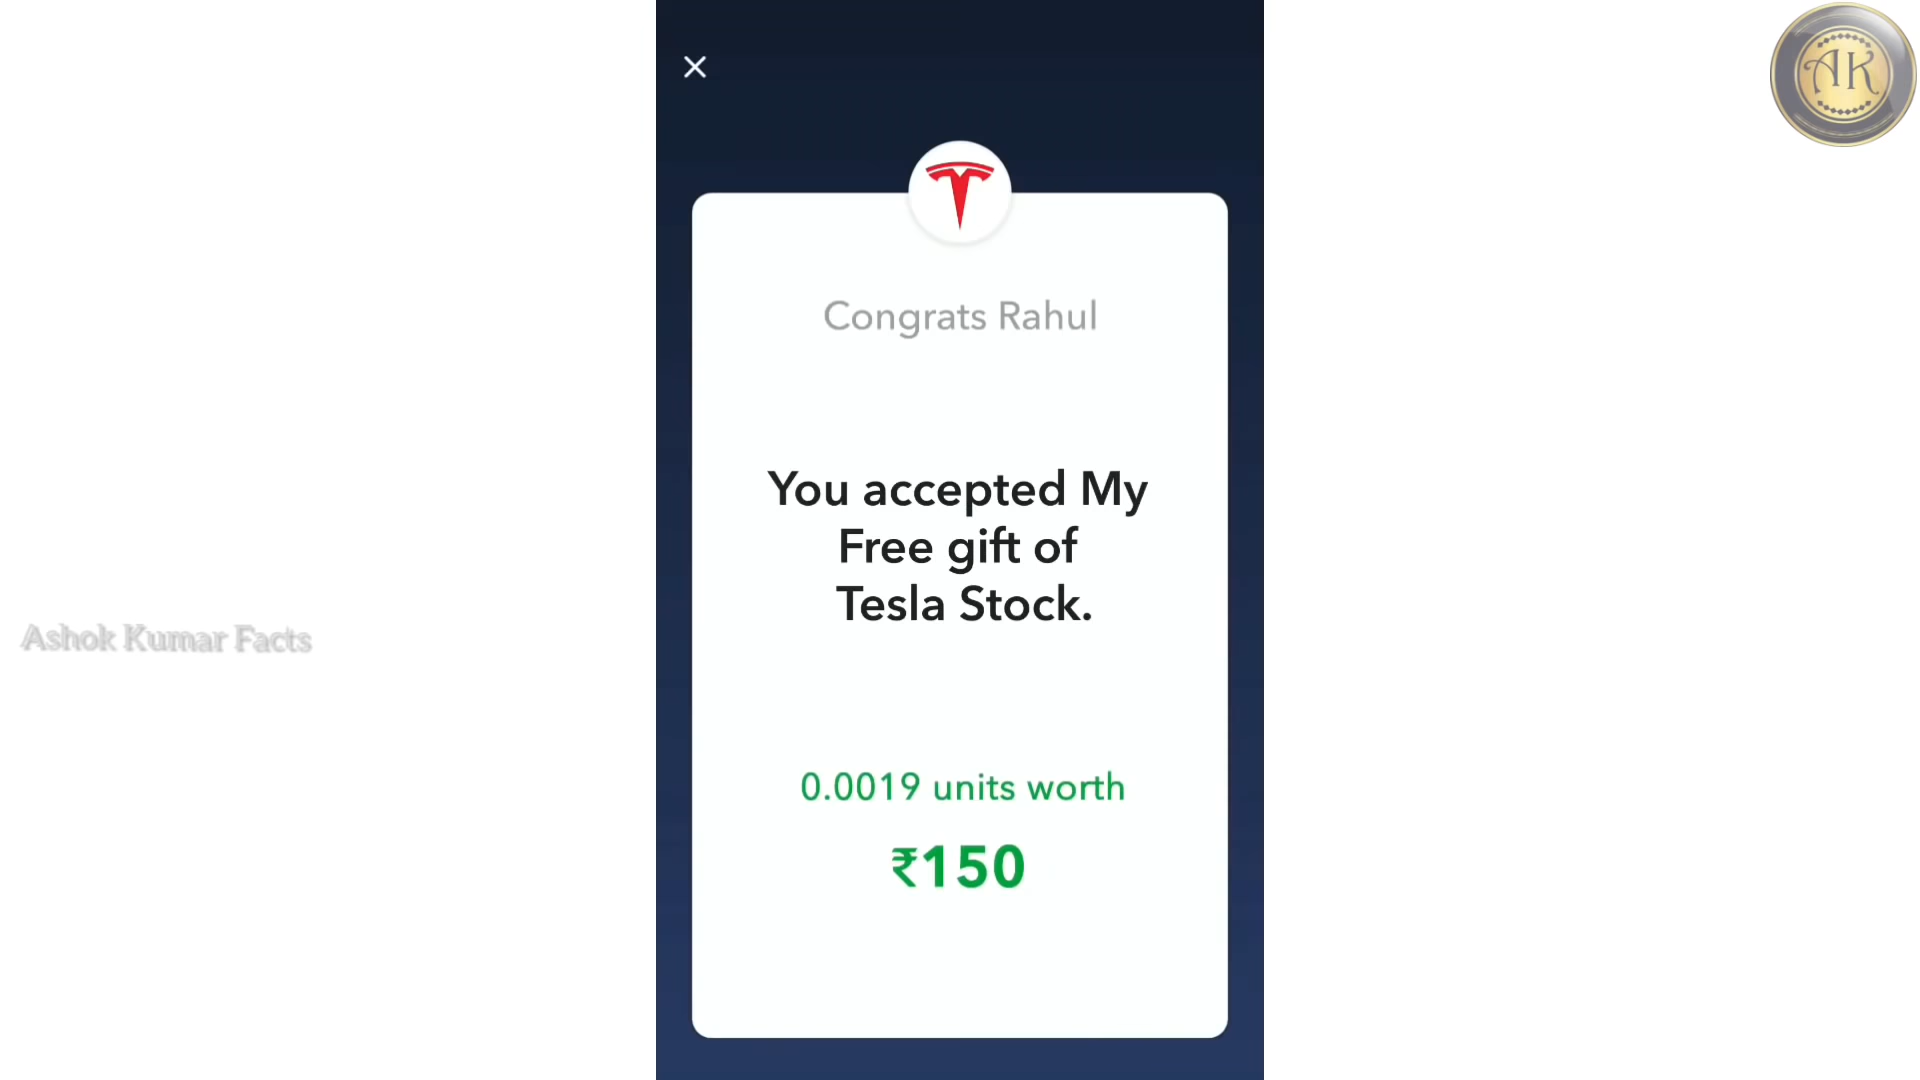 AK
Congrats Rahul
You accepted My
Free gift of
Tesla Stock.
Ashok Kumar Facts
0.0019 units worth
₹150